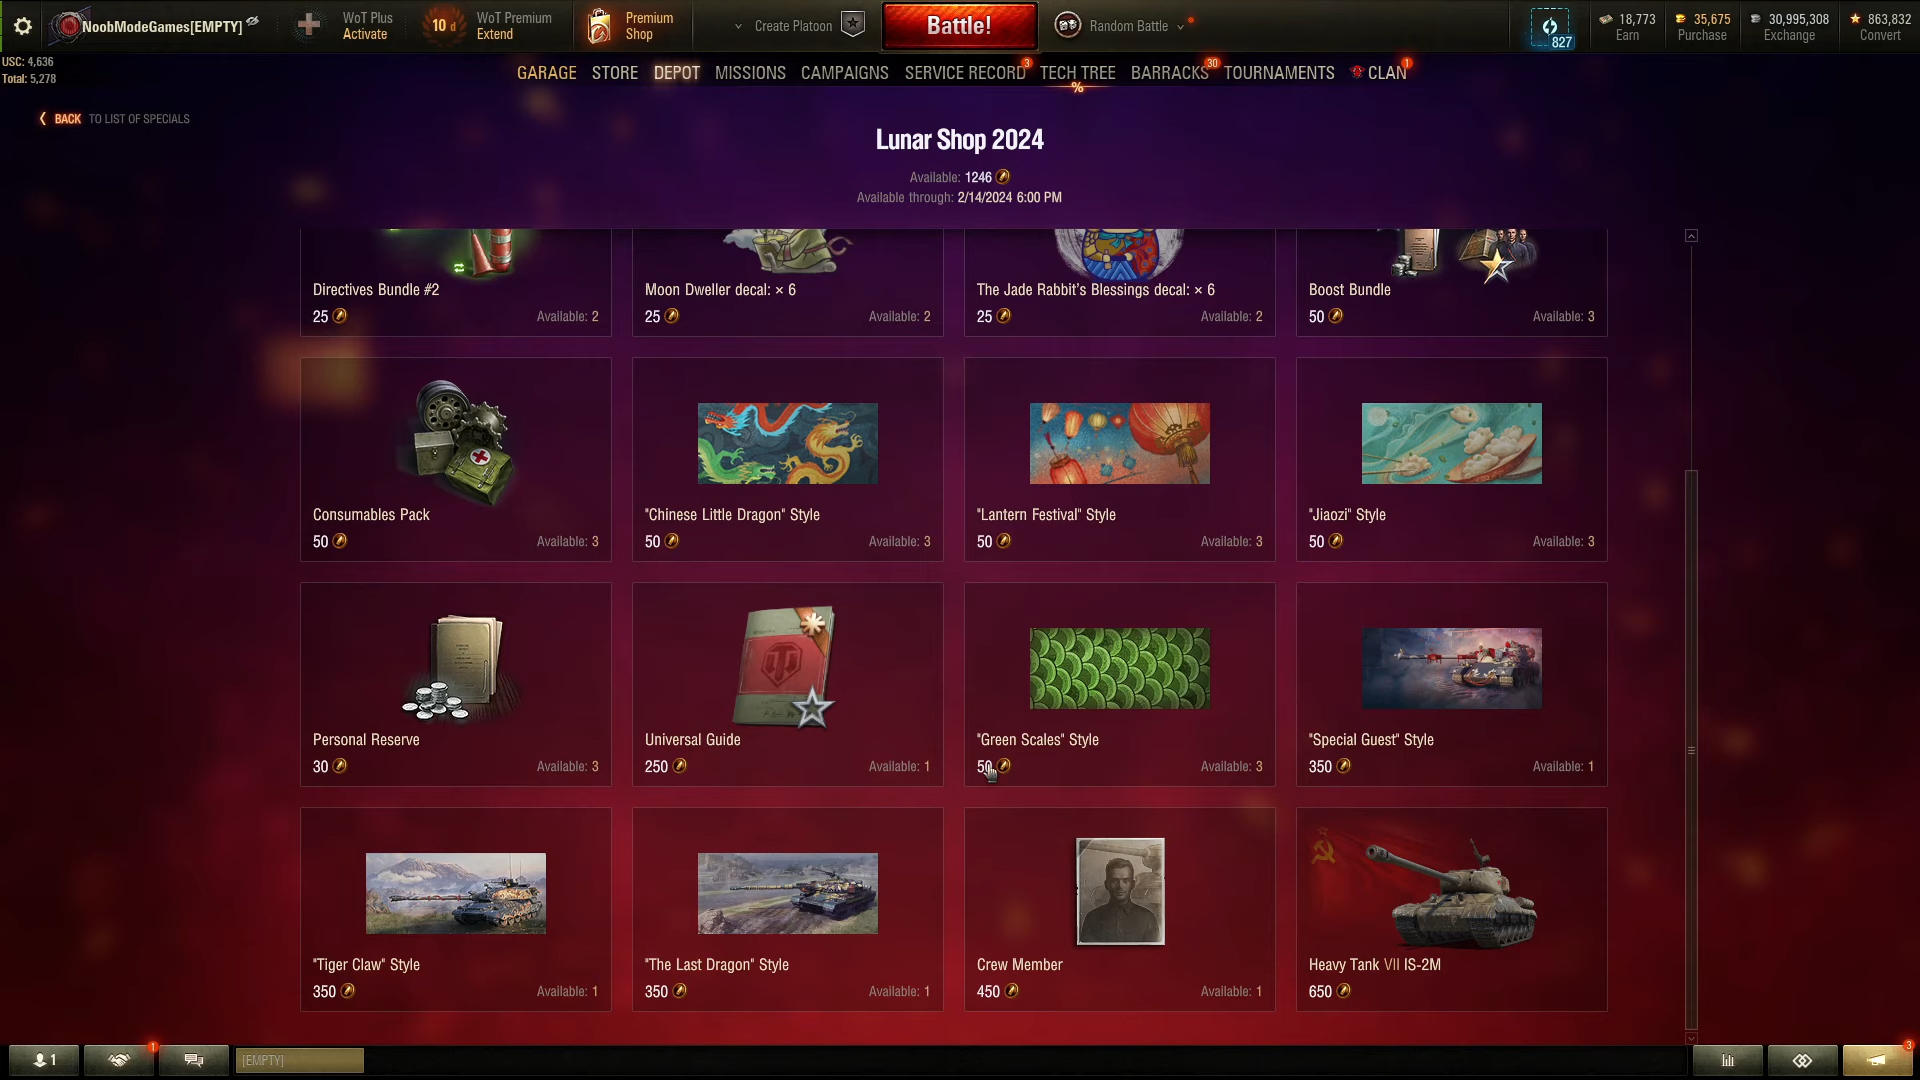 NoobModeGames[EMPTY]
WoT Plus
Activate
10 d
WoT Premium
Extend
Premium
Shop
Create Platoon
Battle!
Random Battle
827
18,773
Earn
35,675
Purchase
30,995,308
Exchange
863,832
Convert
USC: 4,636
Total: 5,278
GARAGE STORE DEPOT MISSIONS CAMPAIGNS SERVICE RECORD 3 TECH TREE BARRACKS 30 TOURNAMENTS CLAN 1
%
BACK TO LIST OF SPECIALS
Lunar Shop 2024
Available: 1246
Available through: 2/14/2024 6:00 PM
Directives Bundle #2
25 Available: 2
Moon Dweller decal: × 6
25 Available: 2
The Jade Rabbit's Blessings decal: × 6
25 Available: 2
Boost Bundle
50 Available: 3
Consumables Pack
50 Available: 3
"Chinese Little Dragon" Style
50 Available: 3
"Lantern Festival" Style
50 Available: 3
"Jiaozi" Style
50 Available: 3
Personal Reserve
30 Available: 3
Universal Guide
250 Available: 1
"Green Scales" Style
50 Available: 3
"Special Guest" Style
350 Available: 1
"Tiger Claw" Style
350 Available: 1
"The Last Dragon" Style
350 Available: 1
Crew Member
450 Available: 1
Heavy Tank VII IS-2M
650
1
1
[EMPTY]
3